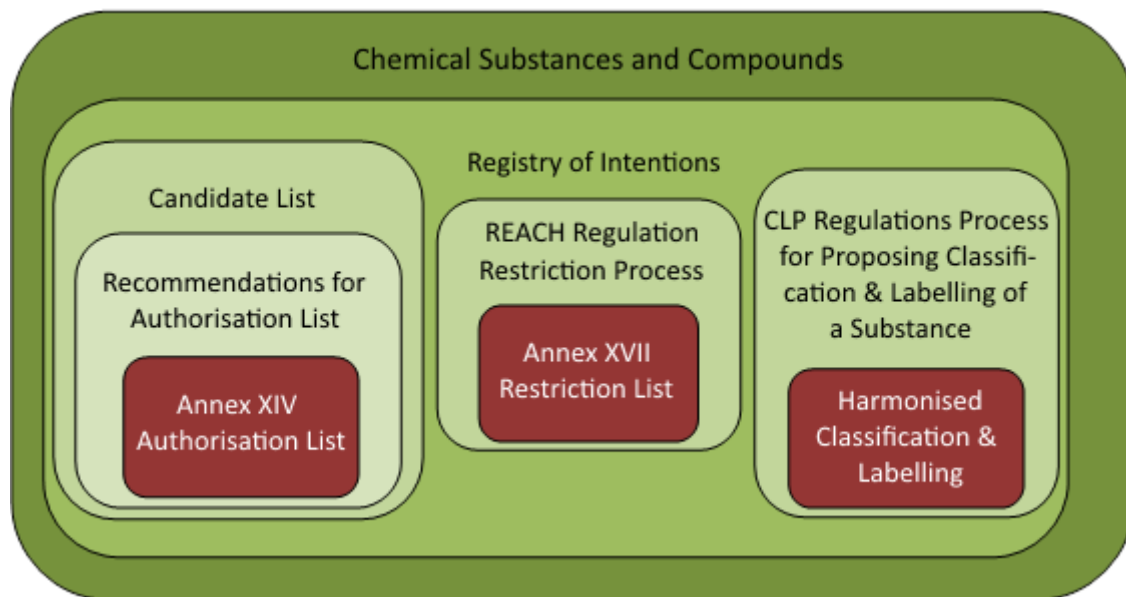 Chemical Substances and Compounds
Registry of Intentions
Candidate List
Recommendations for
Authorisation List
Annex XIV
Authorisation List
REACH Regulation
Restriction Process
Annex XVII
Restriction List
CLP Regulations Process
for Proposing Classifi-
cation & Labelling of
a Substance
Harmonised
Classification &
Labelling